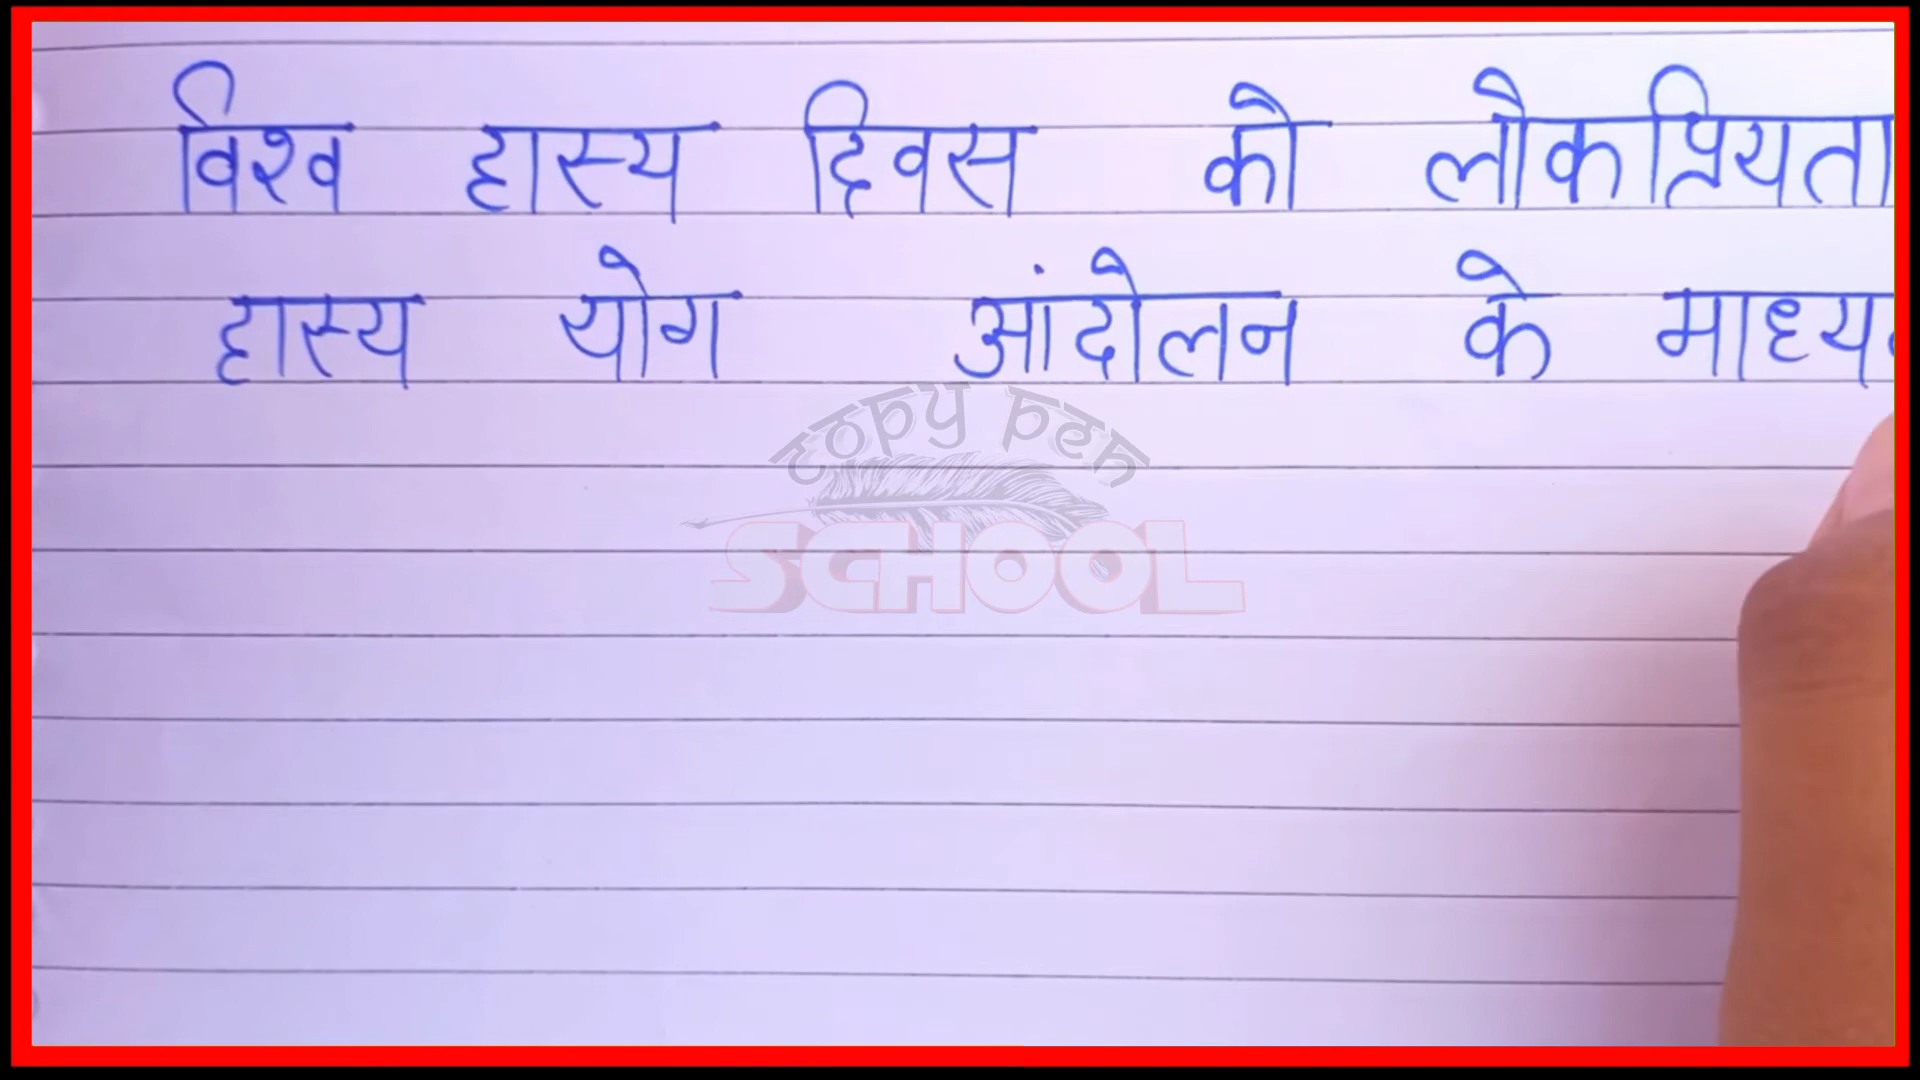 विश्व हास्य दिवस को लोकप्रियता
हास्य योग आंदोलन के
copy pen
SCHOOL